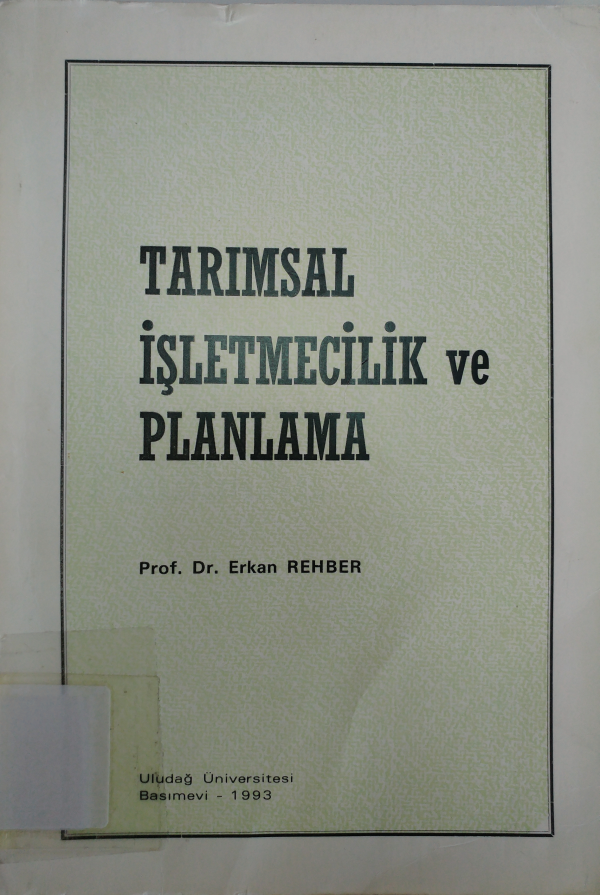 TARIMSAL
İŞLETMECİLİK ve
PLANLAMA
Prof. Dr. Erkan REHBER
Uludağ Üniversitesi
Basımevi - 1993